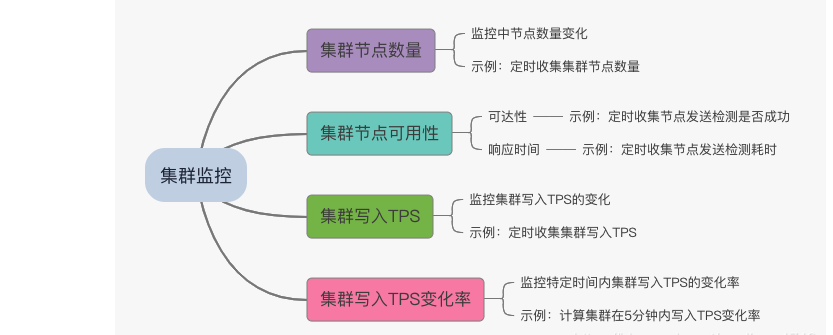 集群监控
集群节点数量
监控中节点数量变化
示例：定时收集集群节点数量
集群节点可用性
可达性
示例：定时收集节点发送检测是否成功
响应时间
示例：定时收集节点发送检测耗时
集群写入TPS
监控集群写入TPS的变化
示例：定时收集集群写入TPS
集群写入TPS变化率
监控特定时间内集群写入TPS的变化率
示例：计算集群在5分钟内写入TPS变化率